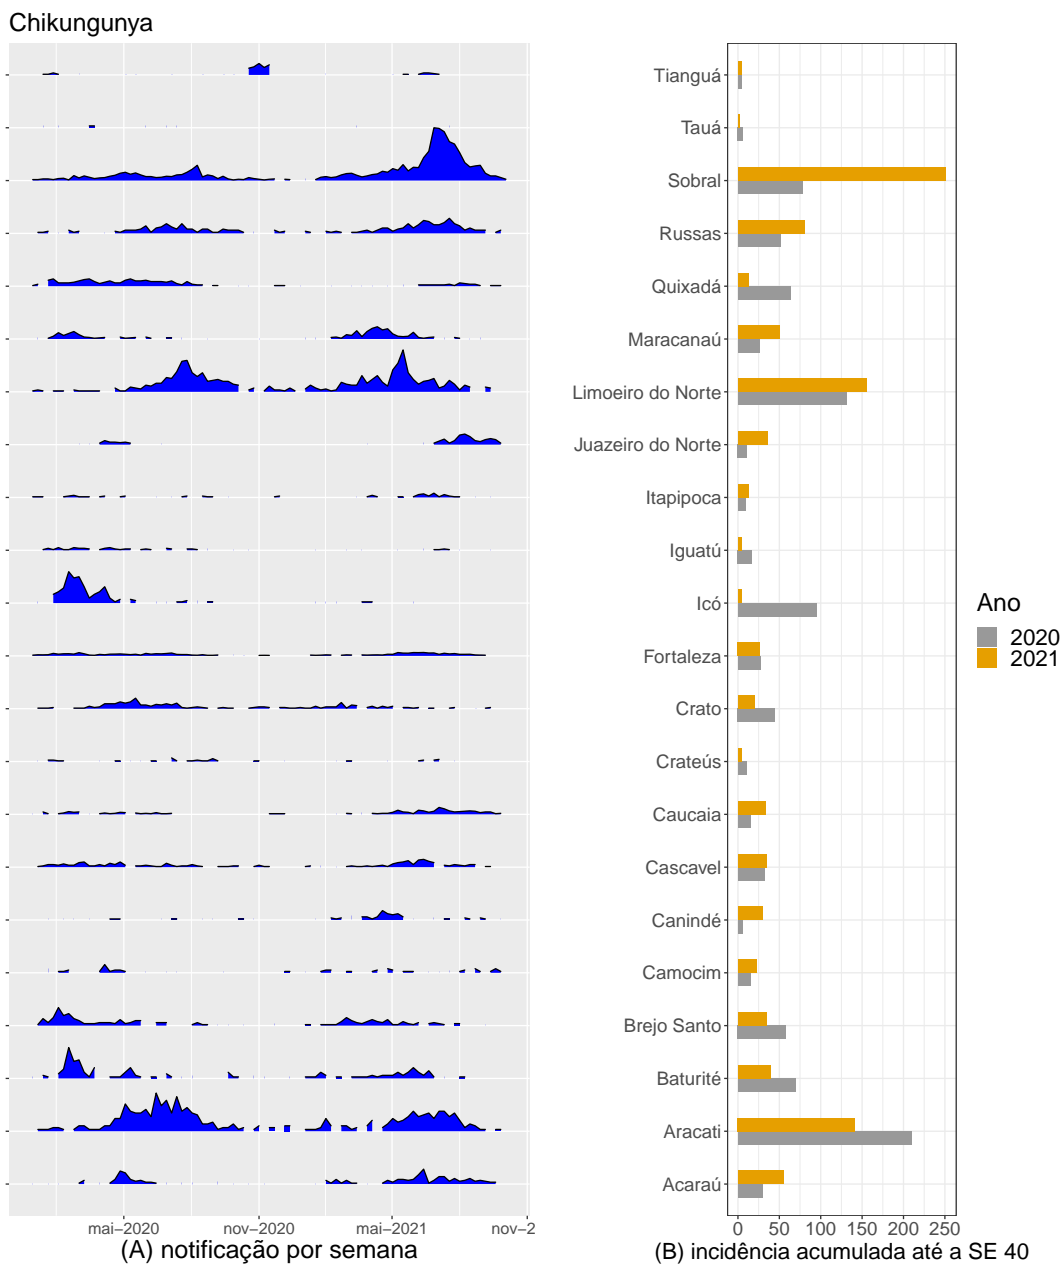 Chikungunya
Tianguá
Tauá
Sobral
Russas
Quixadá
Maracanaú
Limoeiro do Norte
Juazeiro do Norte
Itapipoca
Iguatú
Icó
Fortaleza
Crato
Crateús
Caucaia
Cascavel
Canindé
Camocim
Brejo Santo
Baturité
Aracati
Acaraú
Ano
2020
2021
mai−2020 nov−2020 mai−2021 nov−2
0 50 100 150 200 250
(A) notificação por semana
(B) incidência acumulada até a SE 40